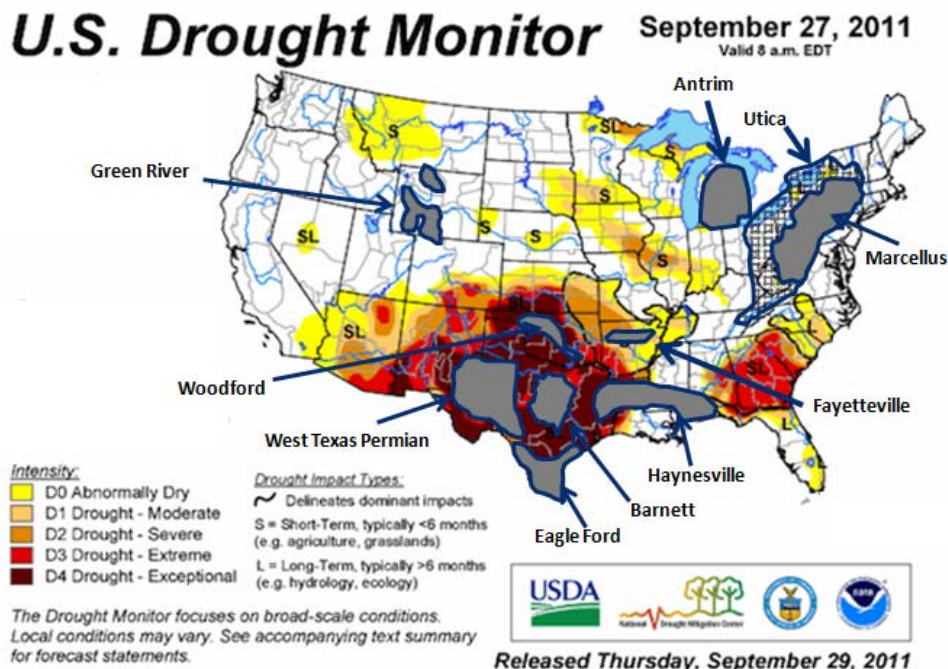 U.S. Drought Monitor
September 27, 2011
Valid 8 a.m. EDT
Antrim
Utica
Green River
Marcellus
S
SL
S
S
SL
S
S
S
SL
SL
SL
L
L
Woodford
West Texas Permian
Fayetteville
Haynesville
Barnett
Eagle Ford
Intensity:
D0 Abnormally Dry
D1 Drought - Moderate
D2 Drought - Severe
D3 Drought - Extreme
D4 Drought - Exceptional
Drought Impact Types:
Delineates dominant impacts
S = Short-Term, typically <6 months
(e.g. agriculture, grasslands)
L = Long-Term, typically >6 months
(e.g. hydrology, ecology)
The Drought Monitor focuses on broad-scale conditions.
Local conditions may vary. See accompanying text summary
for forecast statements.
USDA
National Drought Mitigation Center
Released Thursday, September 29, 2011